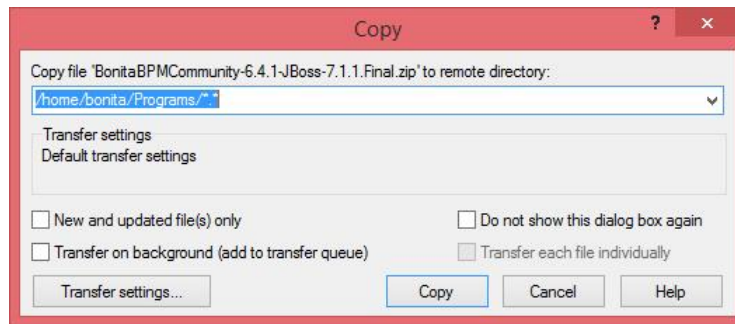 Copy
?
Copy file 'BonitaBPMCommunity-6.4.1-JBoss-7.1.1.Final.zip' to remote directory:
/home/bonita/Programs/*.*
Transfer settings
Default transfer settings
New and updated file(s) only
Do not show this dialog box again
Transfer on background (add to transfer queue)
Transfer each file individually
Transfer settings...
Copy
Cancel
Help